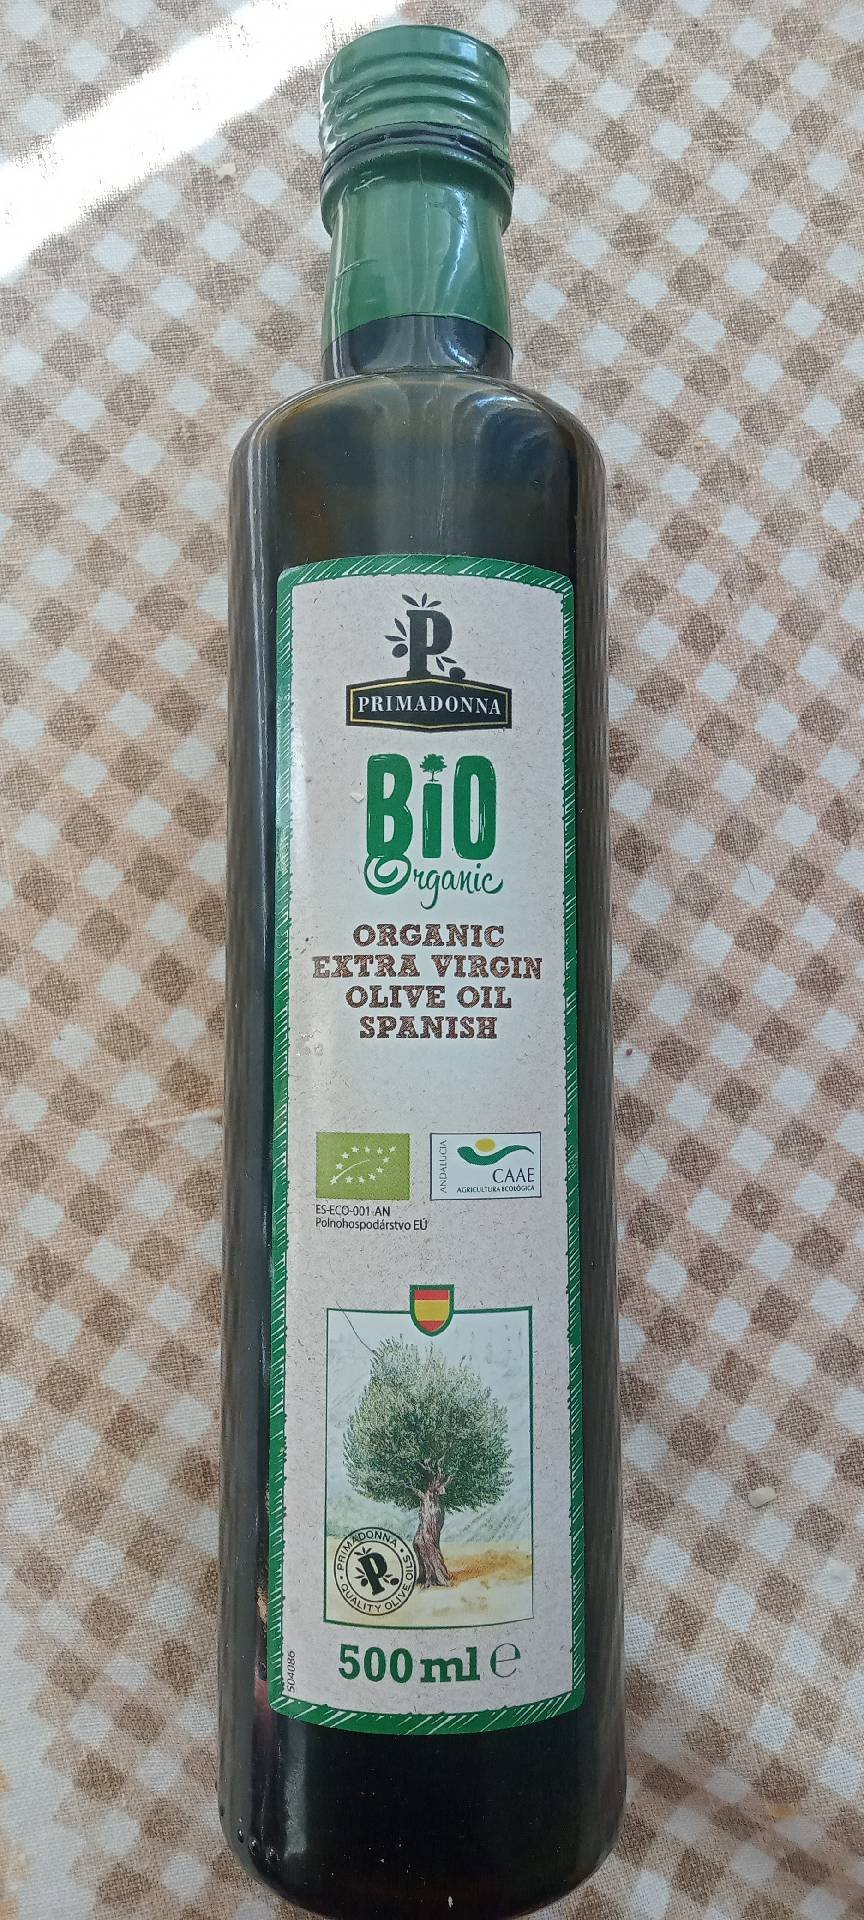 P
PRIMADONNA
BIO
Organic
ORGANIC
EXTRA VIRGIN
OLIVE OIL
SPANISH
ANDALUCIA
CAAE
AGRICULTURA ECOLÓGICA
ES-ECO-001-AN
Polnohospodárstvo EÚ
PRIMADONNA • QUALITY OLIVE OILS •
P
504086
500 ml e